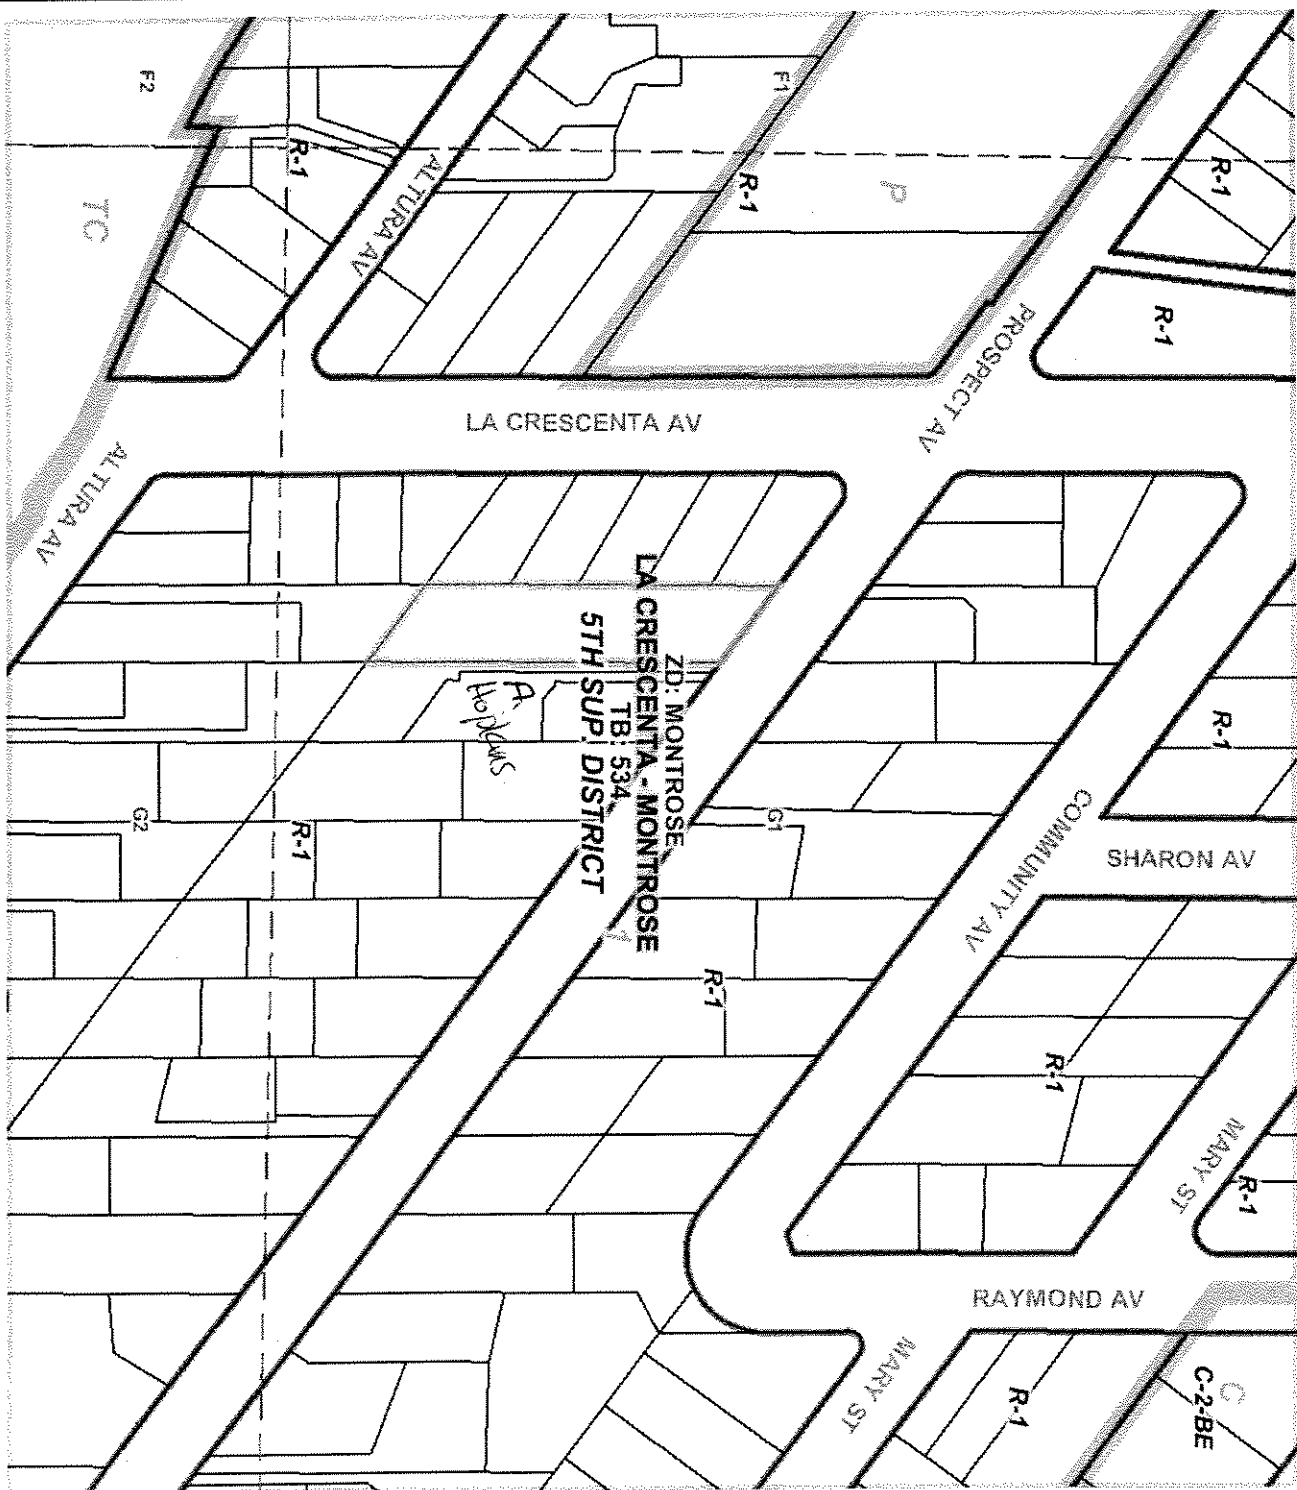 F2
TC
R-1
ALTURA AV
F1
R-1
P
R-1
R-1
PROSPECT AV
LA CRESCENTA AV
ALTURA AV
ZD: MONTROSE
LA CRESCENTA - MONTROSE
TB: 534
5TH SUP. DISTRICT
A.
Hopkins
R-1
G2
R-1
G1
COMMUNITY AV
SHARON AV
1
R-1
R-1
MARY ST
R-1
RAYMOND AV
MARY ST
R-1
C
C-2-BE